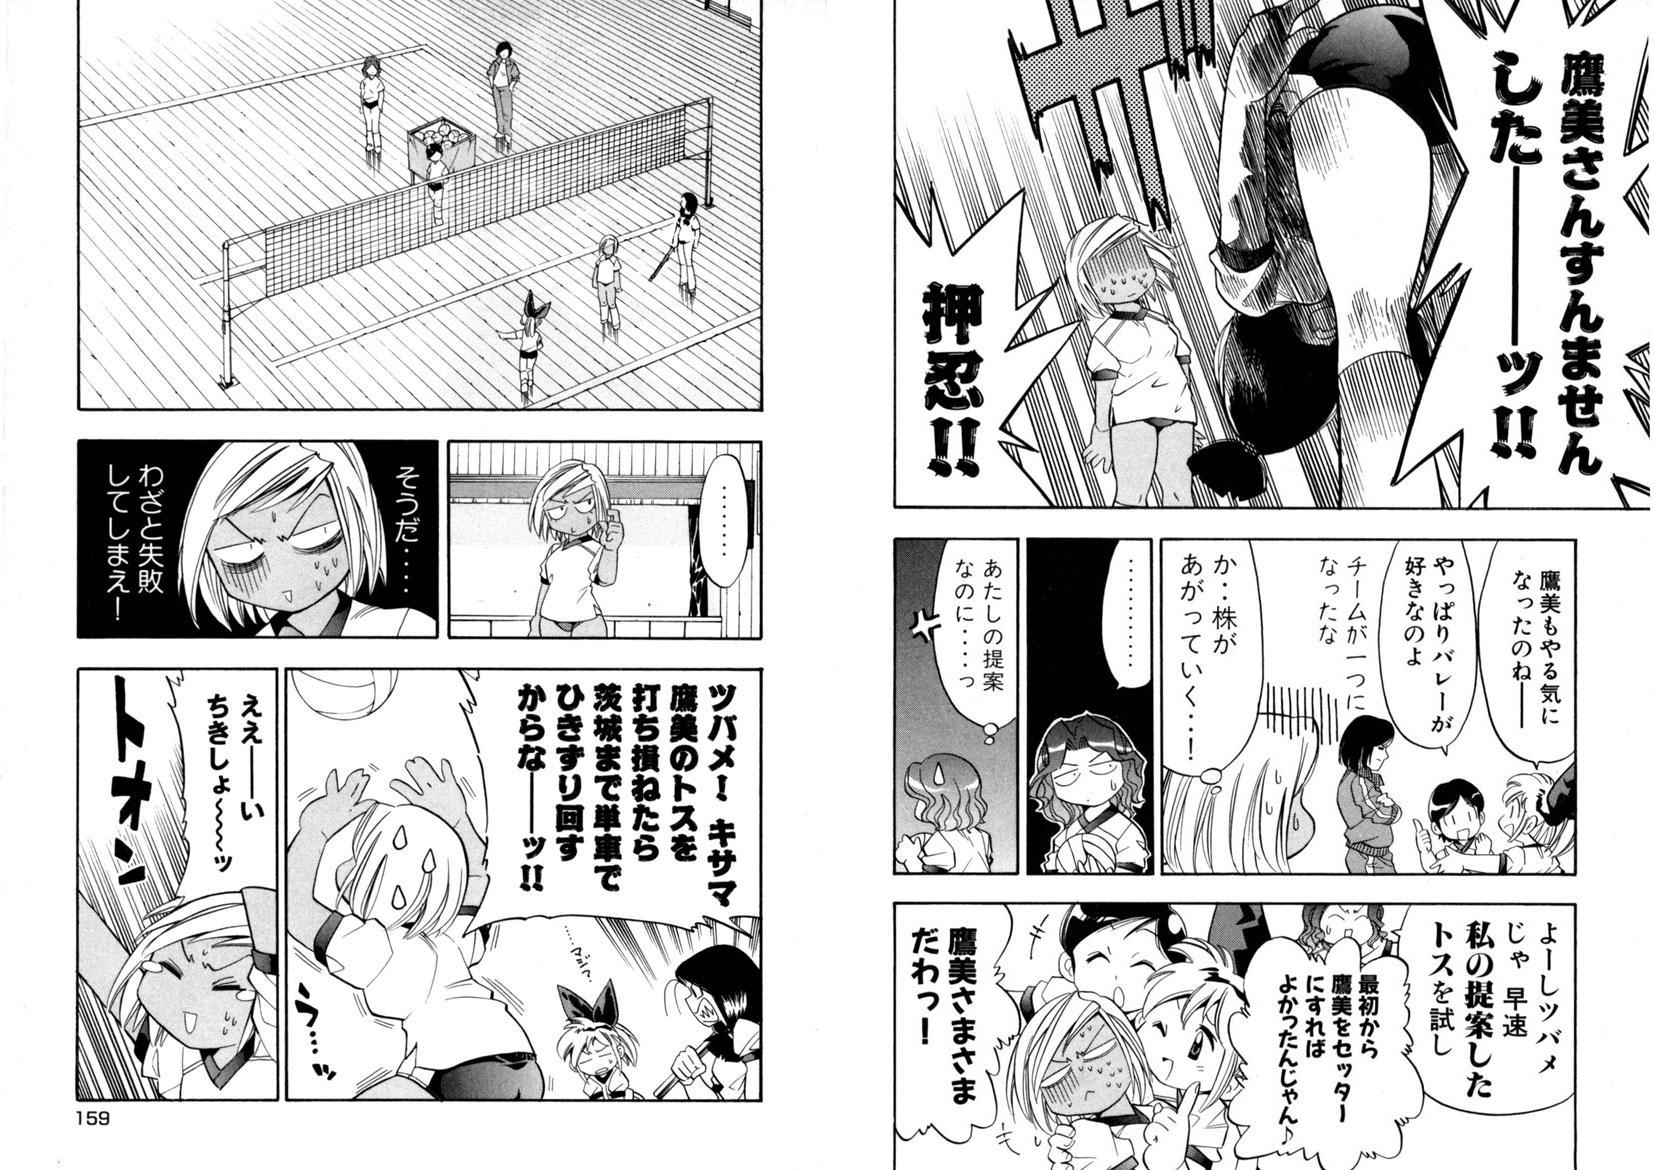 鷹美さんすんません
した───ッ!!
押忍!!
ザ
鷹美もやる気に
なったのね──
やっぱりバレーが
好きなのよ
チームが一つに
なったな
か‥株が
あがっていく‥‥!
‥‥‥‥‥
あたしの提案
なのに‥‥っ
よーしツバメ
じゃ 早速
私の提案した
トスを試し
最初から
鷹美をセッター
にすれば
よかったんじゃん♪
鷹美さまさま
だわっ!
‥‥‥‥
そうだ‥‥
わざと失敗
してしまえ!
ツバメ! キサマ
鷹美のトスを
打ち損ねたら
茨城まで単車で
ひきずり回す
からな──ッ!!
‥‥マジ?
うっ‥‥ッ
ええ──い
ちきしょ〜〜〜ッ
トオン
159